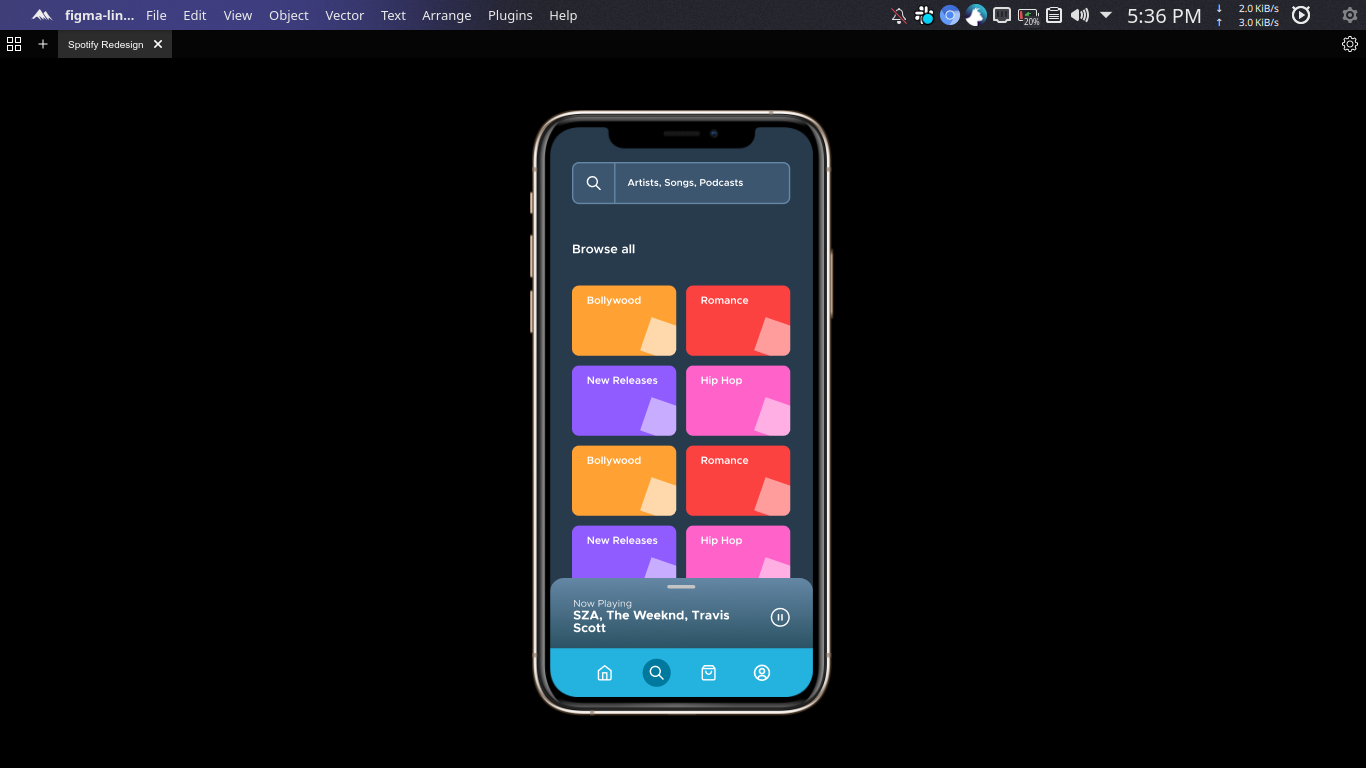 figma-lin... File Edit View Object Vector Text Arrange Plugins Help 20% 5:36 PM ↓ 2.0 KiB/s
↑ 3.0 KiB/s
Spotify Redesign
Artists, Songs, Podcasts
Browse all
Bollywood Romance
New Releases Hip Hop
Bollywood Romance
New Releases Hip Hop
Now Playing
SZA, The Weeknd, Travis
Scott